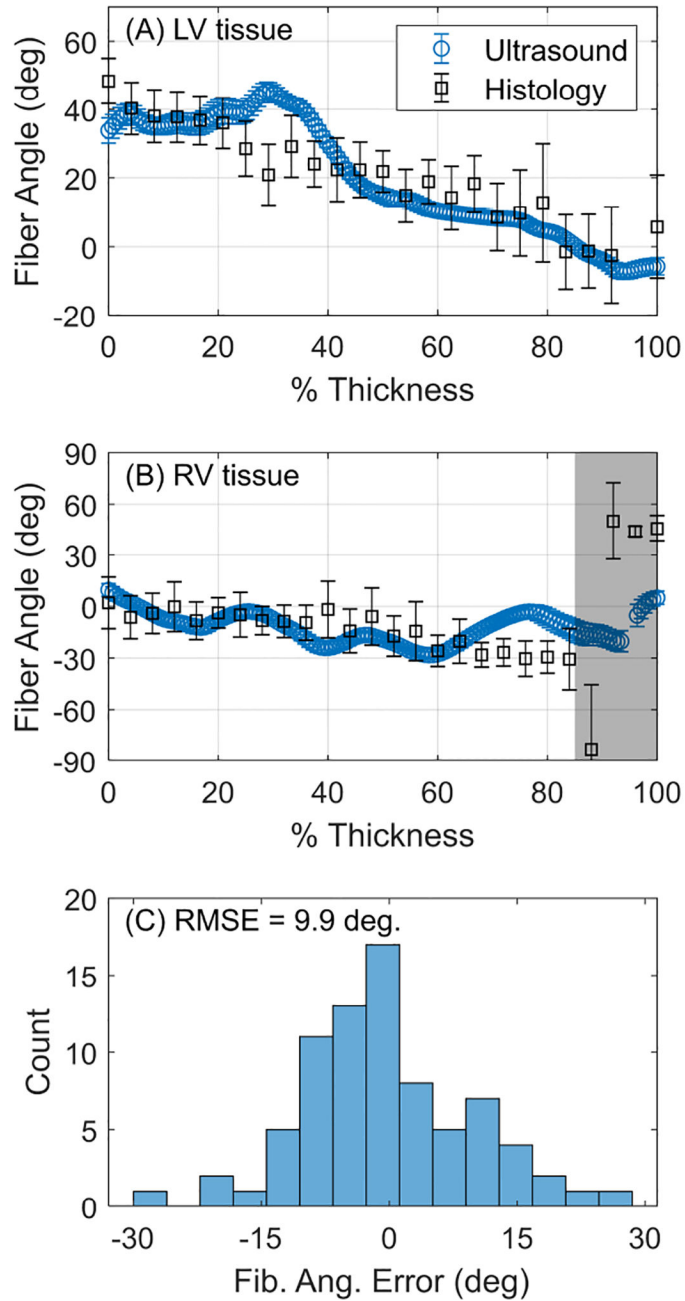 (A) LV tissue
Ultrasound
Histology
60
40
20
0
-20
Fiber Angle (deg)
0 20 40 60 80 100
% Thickness
(B) RV tissue
90
60
30
0
-30
-60
-90
Fiber Angle (deg)
0 20 40 60 80 100
% Thickness
(C) RMSE = 9.9 deg.
20
15
10
5
0
Count
-30 -15 0 15 30
Fib. Ang. Error (deg)